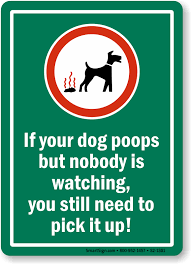 If your dog poops
but nobody is
watching,
you still need to
pick it up!